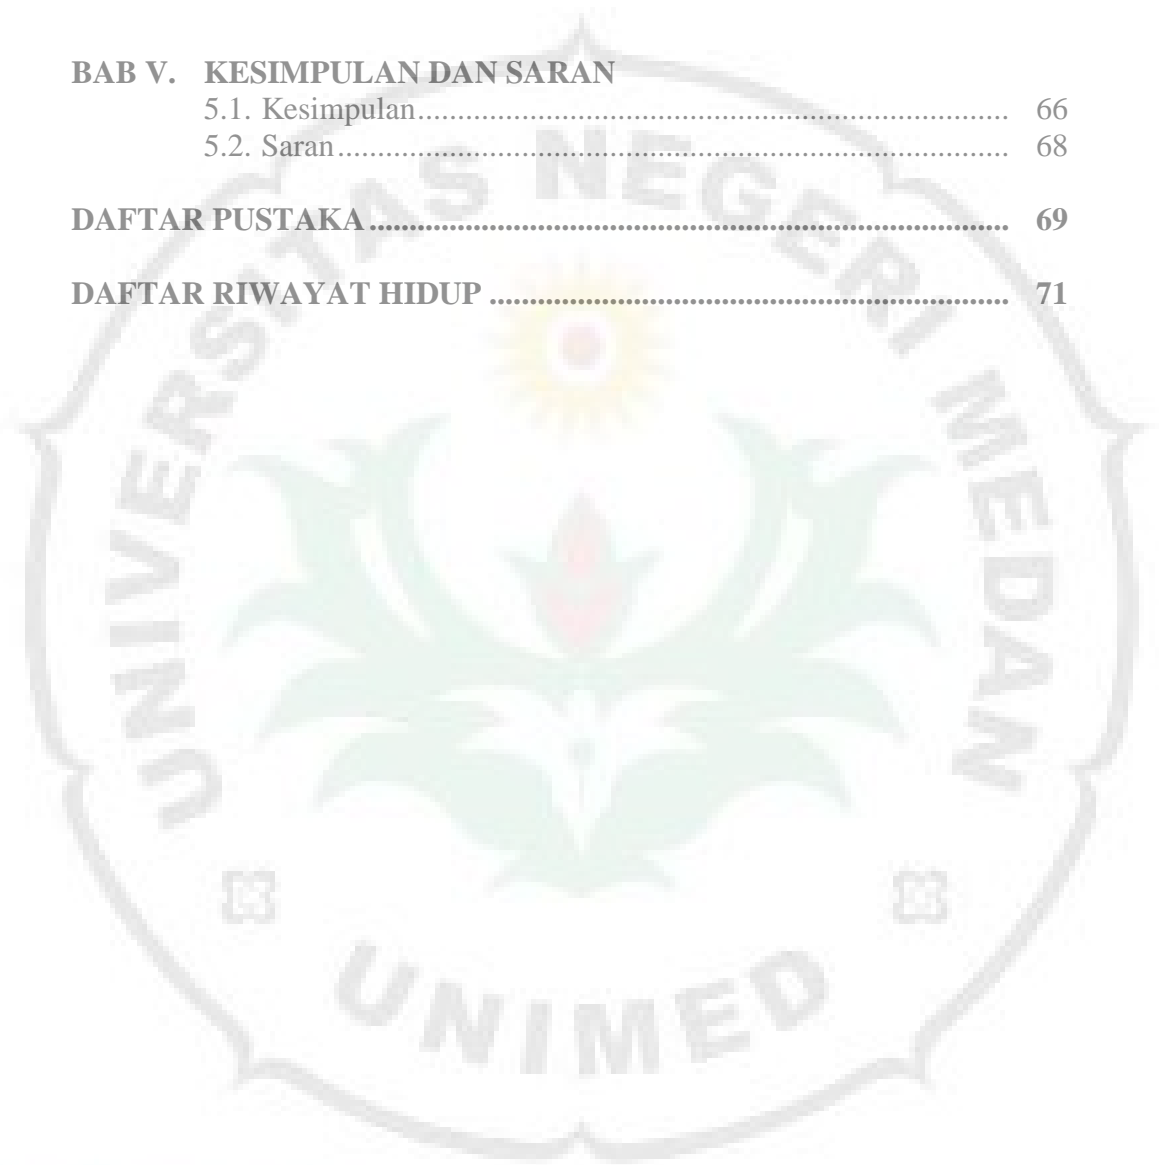 BAB V. KESIMPULAN DAN SARAN
5.1. Kesimpulan.......................................................................... 66
5.2. Saran.................................................................................... 68
DAFTAR PUSTAKA................................................................................ 69
DAFTAR RIWAYAT HIDUP ................................................................. 71
UNIVERSITAS NEGERI MEDAN
UNIMED